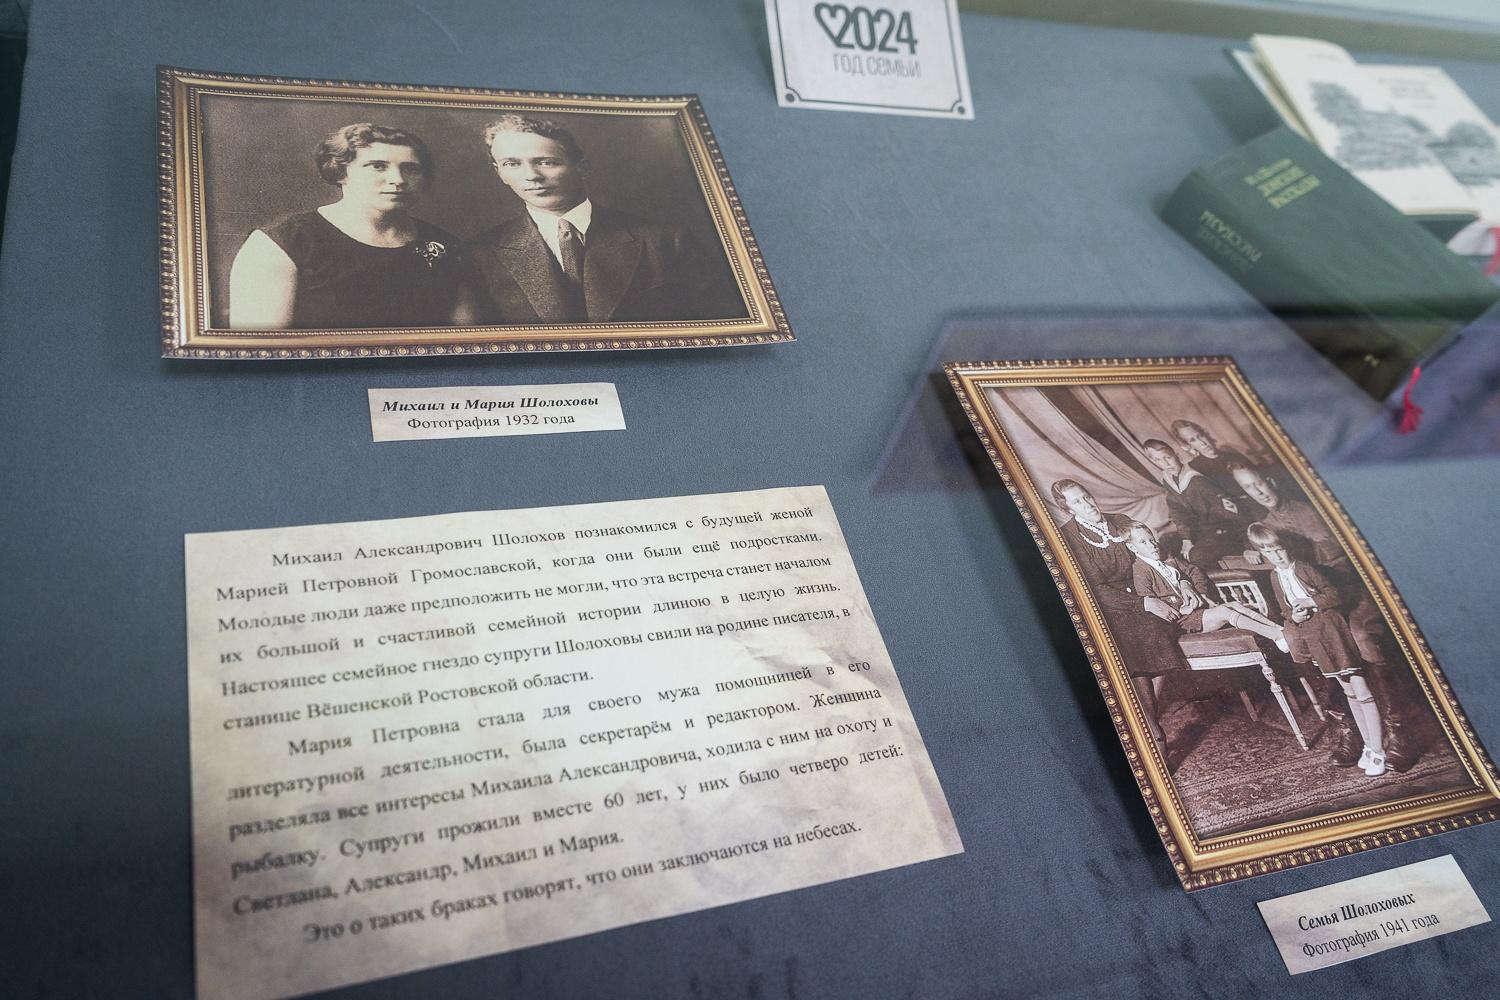 2024
ГОД СЕМЬИ
Михаил и Мария Шолоховы
Фотография 1932 года
Михаил Александрович Шолохов познакомился с будущей женой
Марией Петровной Громославской, когда они были ещё подростками.
Молодые люди даже предположить не могли, что эта встреча станет началом
их большой и счастливой семейной истории длиною в целую жизнь.
Настоящее семейное гнездо супруги Шолоховы свили на родине писателя, в
станице Вёшенской Ростовской области.
Мария Петровна стала для своего мужа помощницей в его
литературной деятельности, была секретарём и редактором. Женщина
разделяла все интересы Михаила Александровича, ходила с ним на охоту и
рыбалку. Супруги прожили вместе 60 лет, у них было четверо детей:
Светлана, Александр, Михаил и Мария.
Это о таких браках говорят, что они заключаются на небесах.
ДОНСКИЕ
РАССКАЗЫ
Семья Шолоховых
Фотография 1941 года